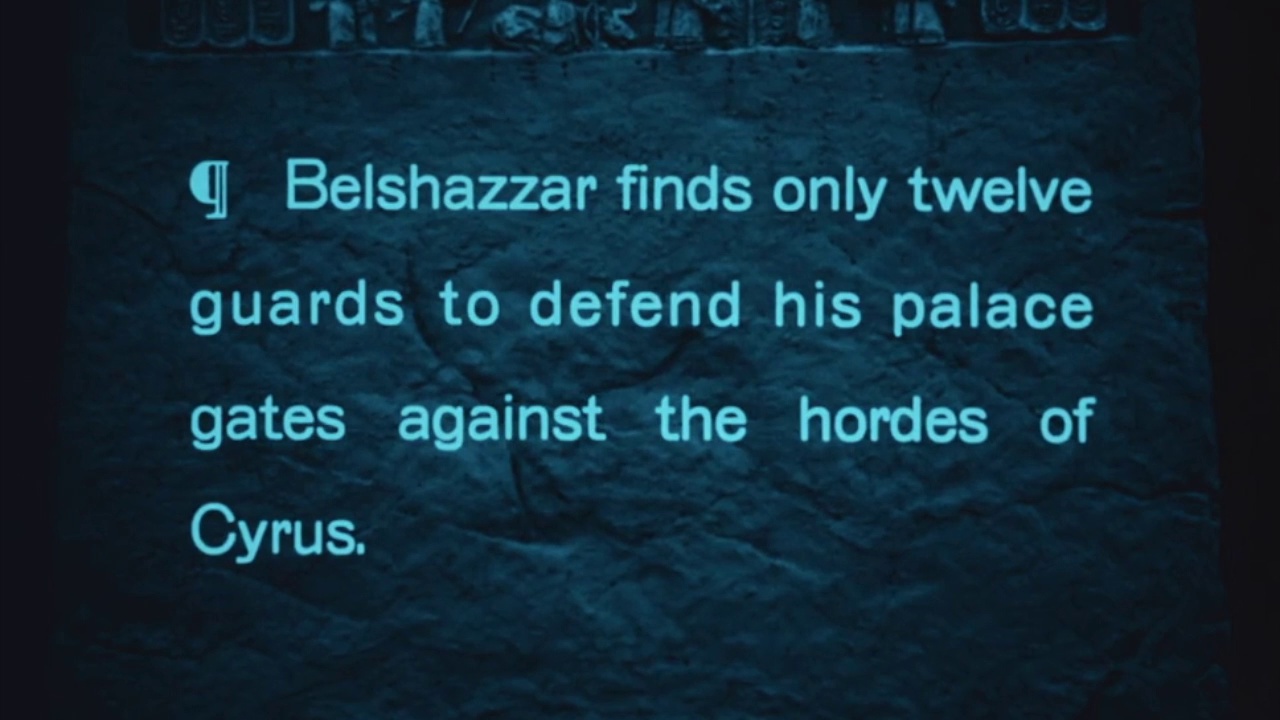 ¶ Belshazzar finds only twelve
guards to defend his palace
gates against the hordes of
Cyrus.